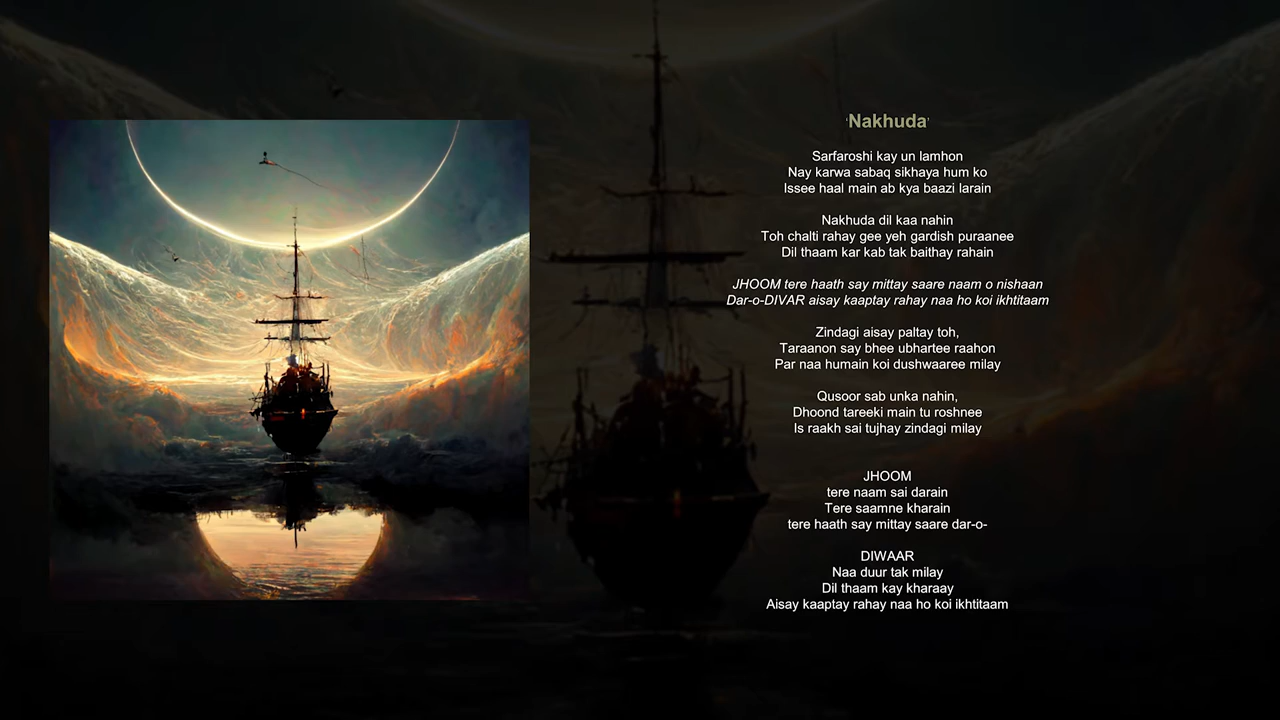 'Nakhuda'
Sarfaroshi kay un lamhon
Nay karwa sabaq sikhaya hum ko
Issee haal main ab kya baazi larain
Nakhuda dil kaa nahin
Toh chalti rahay gee yeh gardish puraanee
Dil thaam kar kab tak baithay rahain
JHOOM tere haath say mittay saare naam o nishaan
Dar-o-DIVAR aisay kaaptay rahay naa ho koi ikhtitaam
Zindagi aisay paltay toh,
Taraanon say bhee ubhartee raahon
Par naa humain koi dushwaaree milay
Qusoor sab unka nahin,
Dhoond tareeki main tu roshnee
Is raakh sai tujhay zindagi milay
JHOOM
tere naam sai darain
Tere saamne kharain
tere haath say mittay saare dar-o-
DIWAAR
Naa duur tak milay
Dil thaam kay kharaay
Aisay kaaptay rahay naa ho koi ikhtitaam